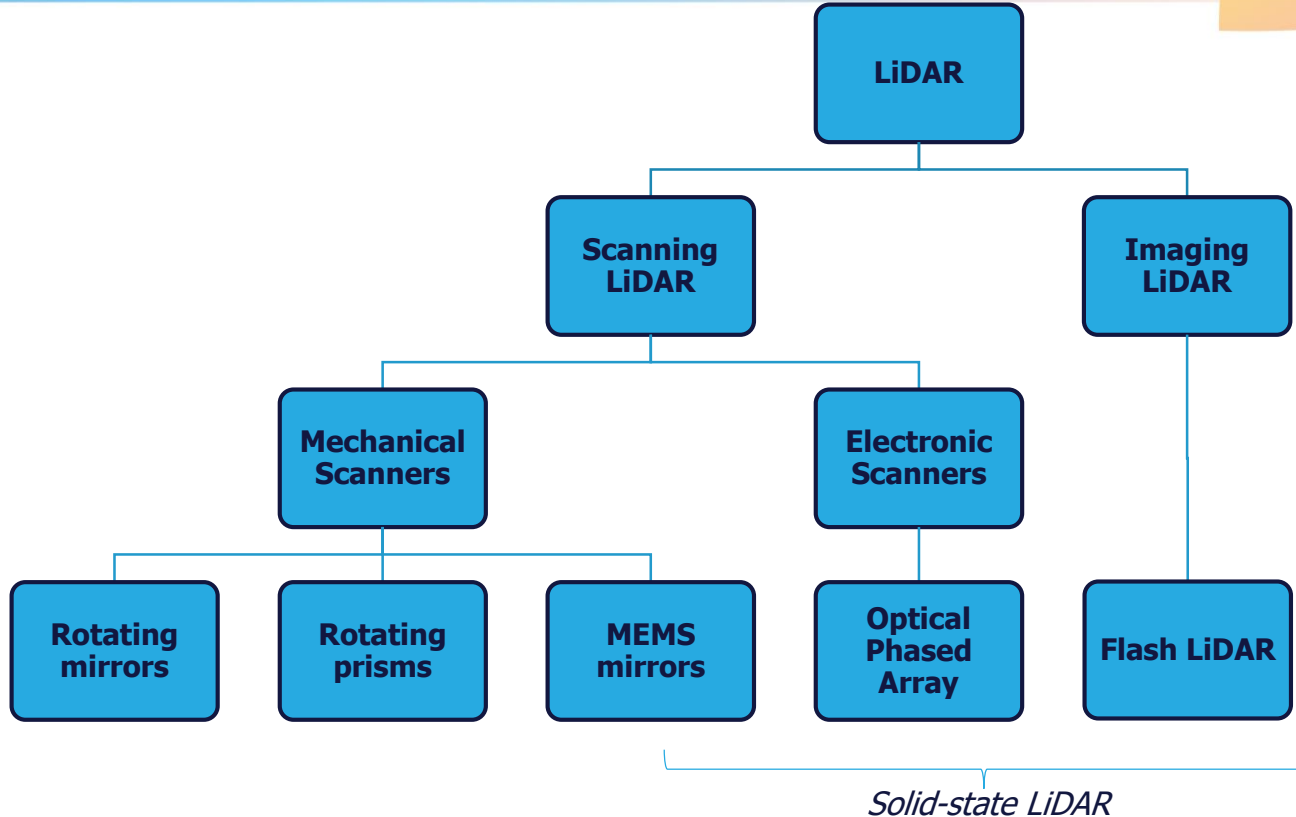 LiDAR
Scanning
LiDAR
Imaging
LiDAR
Mechanical
Scanners
Electronic
Scanners
Rotating
mirrors
Rotating
prisms
MEMS
mirrors
Optical
Phased
Array
Flash LiDAR
Solid-state LiDAR